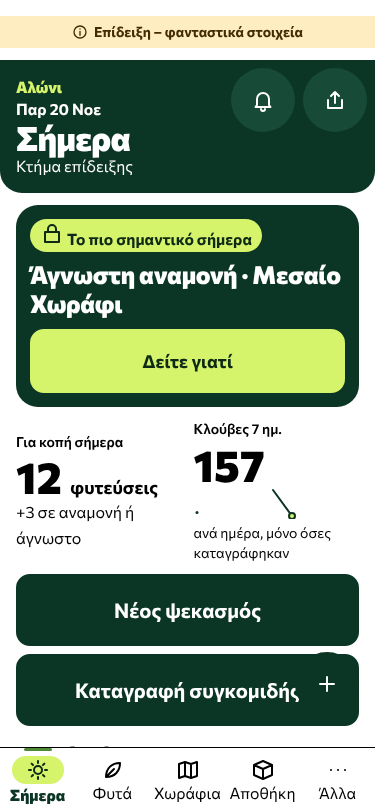 Επίδειξη – φανταστικά στοιχεία
Αλώνι
Παρ 20 Νοε
Σήμερα
Κτήμα επίδειξης
Το πιο σημαντικό σήμερα
Άγνωστη αναμονή · Μεσαίο
Χωράφι
Δείτε γιατί
Για κοπή σήμερα
12 φυτεύσεις
+3 σε αναμονή ή
άγνωστο
Κλούβες 7 ημ.
157
ανά ημέρα, μόνο όσες
καταγράφηκαν
Νέος ψεκασμός
Καταγραφή συγκομιδής
Σήμερα
Φυτά
Χωράφια
Αποθήκη
Άλλα